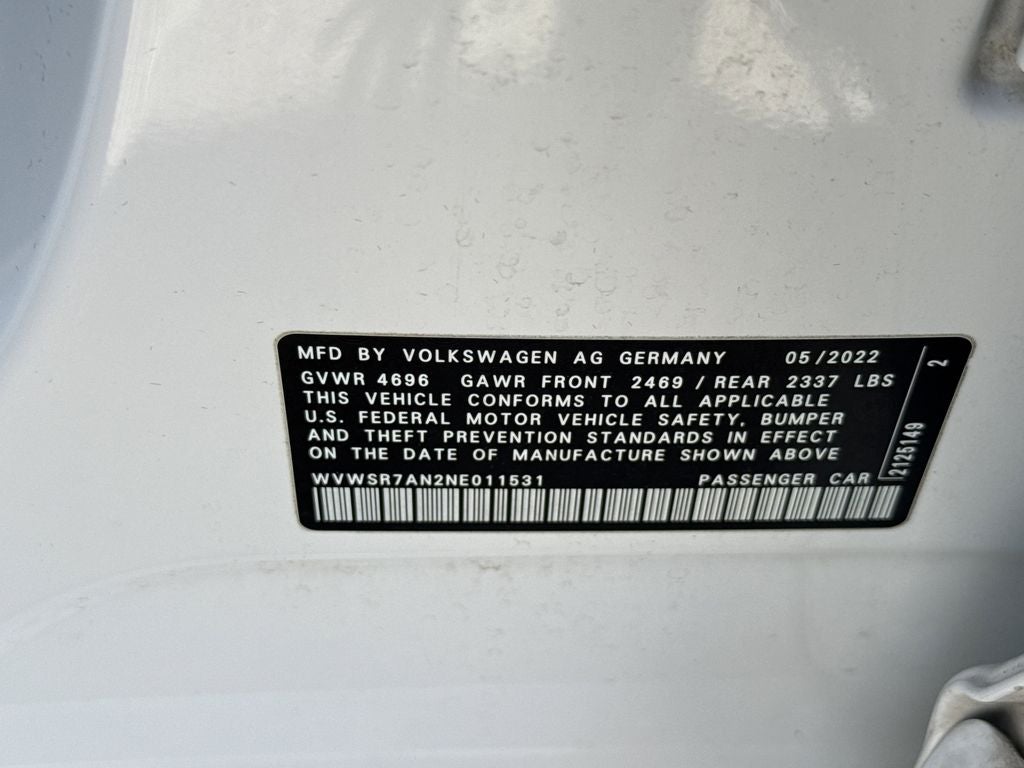 MFD BY VOLKSWAGEN AG GERMANY 05/2022
GVWR 4696 GAWR FRONT 2469 / REAR 2337 LBS
THIS VEHICLE CONFORMS TO ALL APPLICABLE
U.S. FEDERAL MOTOR VEHICLE SAFETY, BUMPER
AND THEFT PREVENTION STANDARDS IN EFFECT
ON THE DATE OF MANUFACTURE SHOWN ABOVE
WVWSR7AN2NE011531 PASSENGER CAR
2125149 2